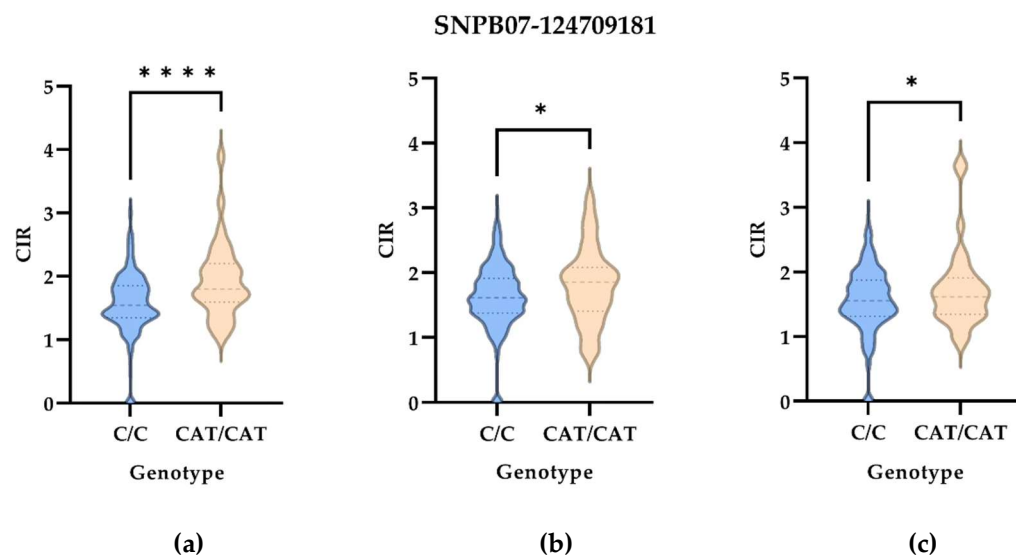 SNPB07-124709181
* * * *
5
4
3
2
1
0
CIR
C/C CAT/CAT
Genotype
(a)
*
5
4
3
2
1
0
CIR
C/C CAT/CAT
Genotype
(b)
*
5
4
3
2
1
0
CIR
C/C CAT/CAT
Genotype
(c)